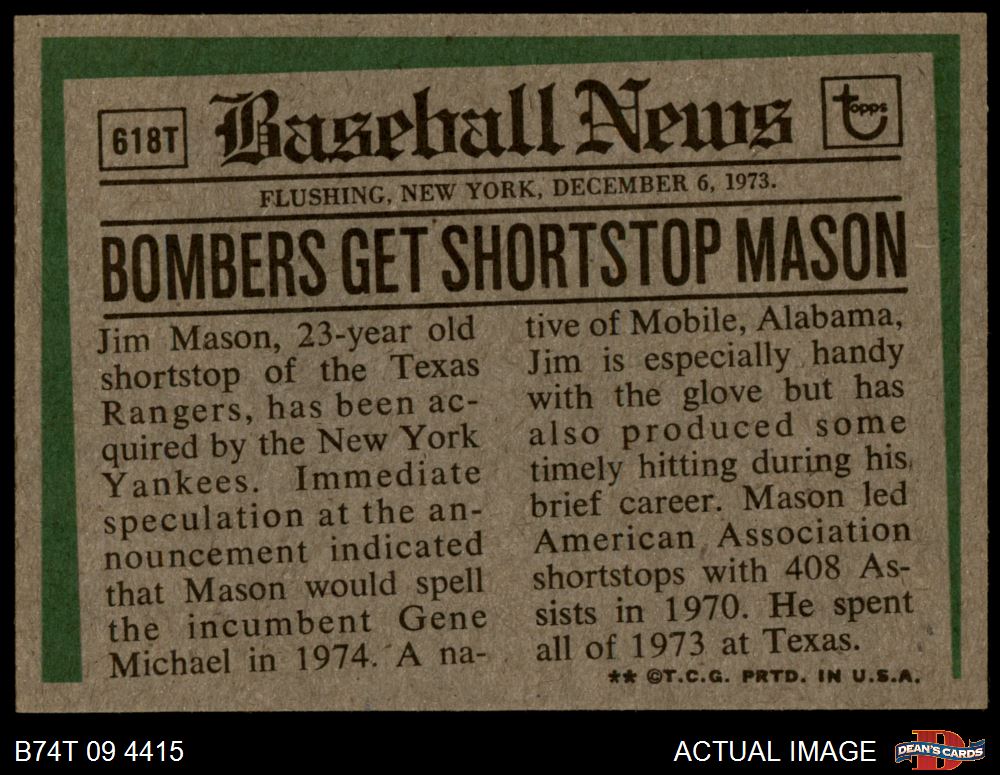 618T
Baseball News
topps
FLUSHING, NEW YORK, DECEMBER 6, 1973.
BOMBERS GET SHORTSTOP MASON
Jim Mason, 23-year old
shortstop of the Texas
Rangers, has been ac-
quired by the New York
Yankees. Immediate
speculation at the an-
nouncement indicated
that Mason would spell
the incumbent Gene
Michael in 1974. A na-
tive of Mobile, Alabama,
Jim is especially handy
with the glove but has
also produced some
timely hitting during his
brief career. Mason led
American Association
shortstops with 408 As-
sists in 1970. He spent
all of 1973 at Texas.
** ©T.C.G. PRTD. IN U.S.A.
B74T 09 4415
ACTUAL IMAGE
DEAN'S CARDS